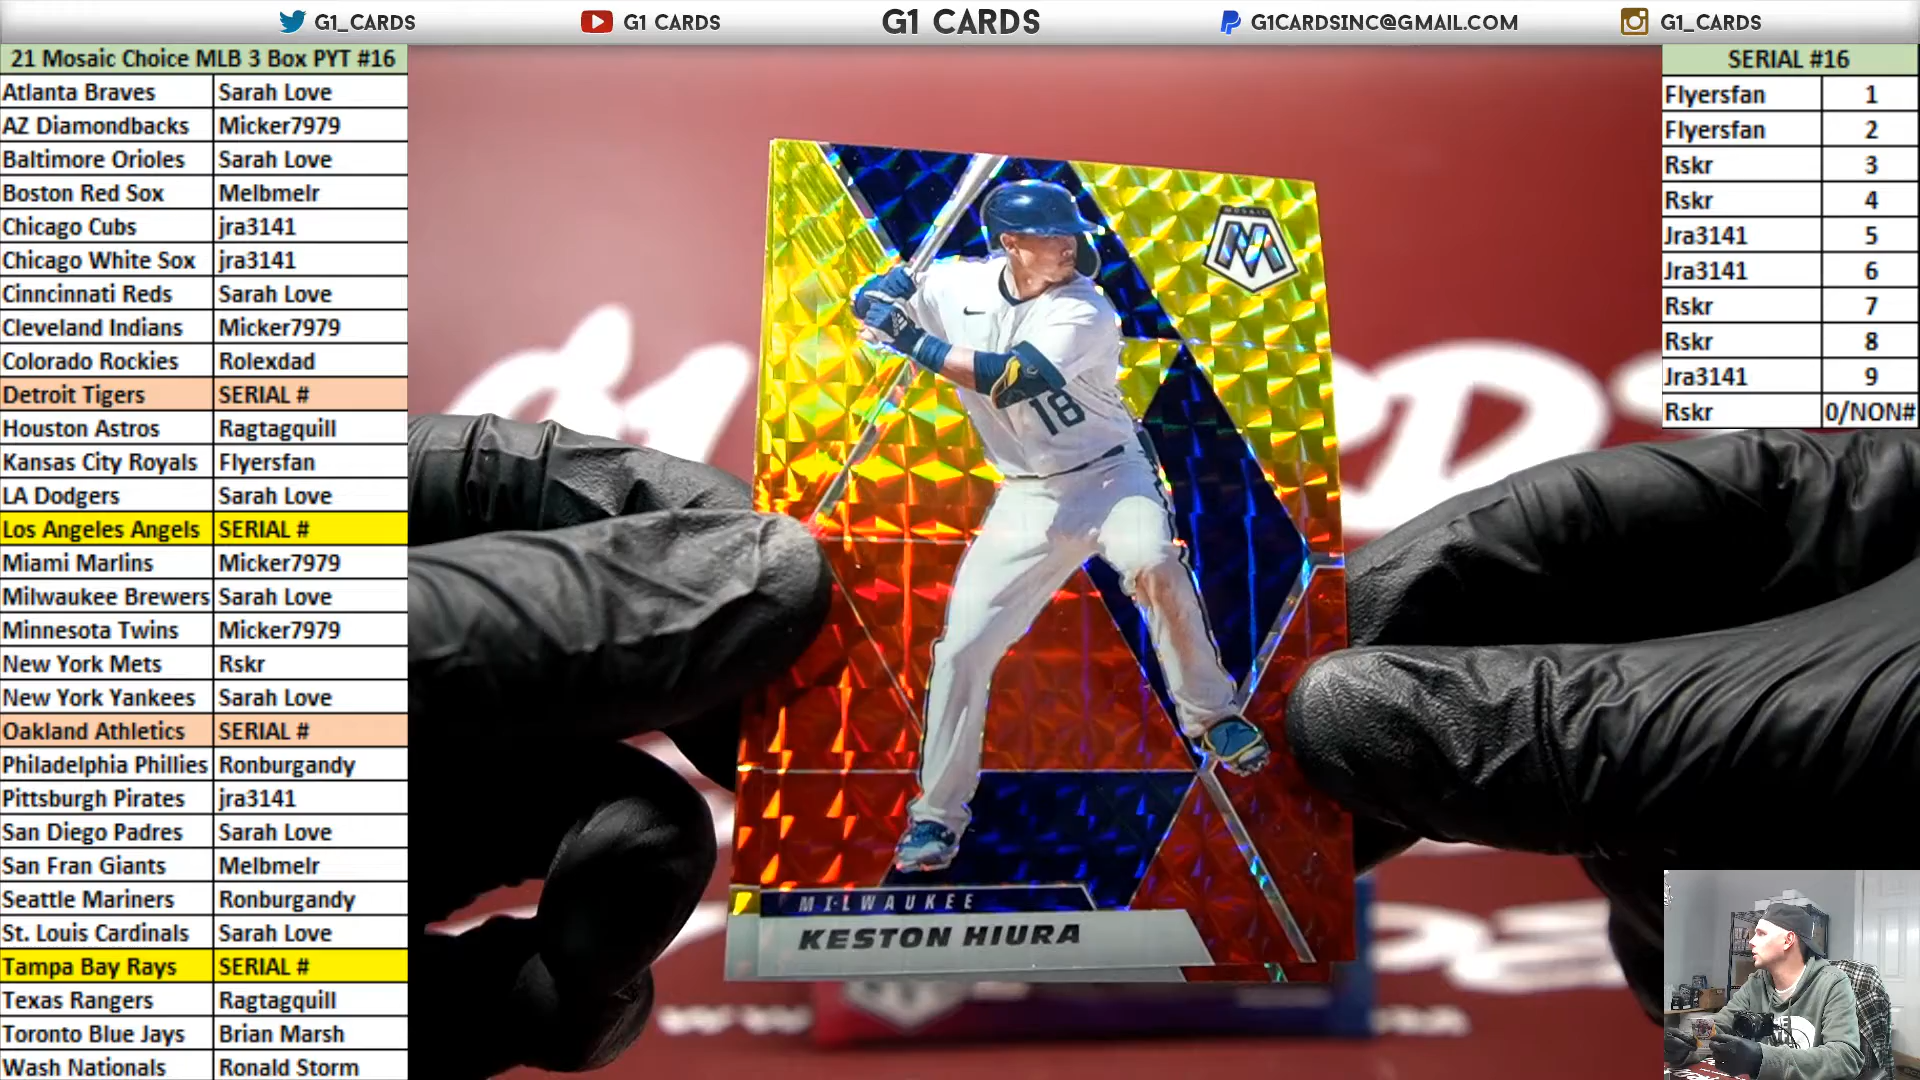 G1_CARDS
G1 CARDS
G1 CARDS
G1CARDSINC@GMAIL.COM
G1_CARDS
21 Mosaic Choice MLB 3 Box PYT #16
Atlanta Braves Sarah Love
AZ Diamondbacks Micker7979
Baltimore Orioles Sarah Love
Boston Red Sox Melbmelr
Chicago Cubs jra3141
Chicago White Sox jra3141
Cinncinnati Reds Sarah Love
Cleveland Indians Micker7979
Colorado Rockies Rolexdad
Detroit Tigers SERIAL #
Houston Astros Ragtagquill
Kansas City Royals Flyersfan
LA Dodgers Sarah Love
Los Angeles Angels SERIAL #
Miami Marlins Micker7979
Milwaukee Brewers Sarah Love
Minnesota Twins Micker7979
New York Mets Rskr
New York Yankees Sarah Love
Oakland Athletics SERIAL #
Philadelphia Phillies Ronburgandy
Pittsburgh Pirates jra3141
San Diego Padres Sarah Love
San Fran Giants Melbmelr
Seattle Mariners Ronburgandy
St. Louis Cardinals Sarah Love
Tampa Bay Rays SERIAL #
Texas Rangers Ragtagquill
Toronto Blue Jays Brian Marsh
Wash Nationals Ronald Storm
MOSAIC
M
18
MILWAUKEE
KESTON HIURA
SERIAL #16
Flyersfan 1
Flyersfan 2
Rskr 3
Rskr 4
Jra3141 5
Jra3141 6
Rskr 7
Rskr 8
Jra3141 9
Rskr 0/NON#